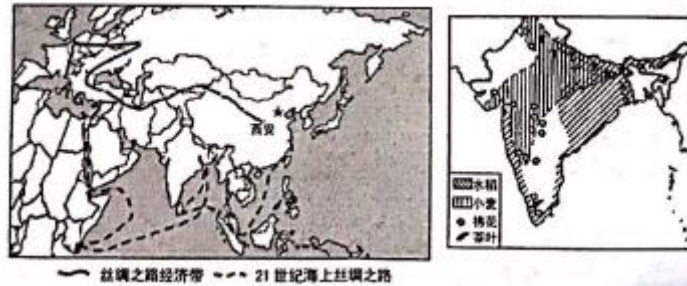 西安
丝绸之路经济带
21世纪海上丝绸之路
水稻
小麦
棉花
茶叶